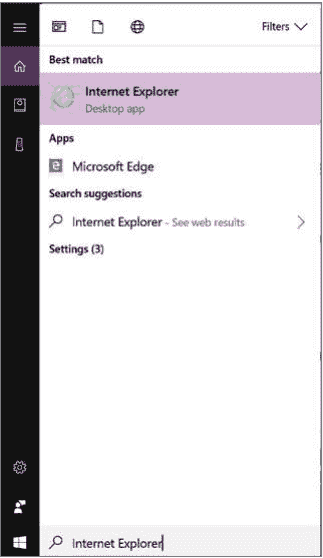 Filters
Best match
Internet Explorer
Desktop app
Apps
Microsoft Edge
Search suggestions
Internet Explorer - See web results
Settings (3)
Internet Explorer